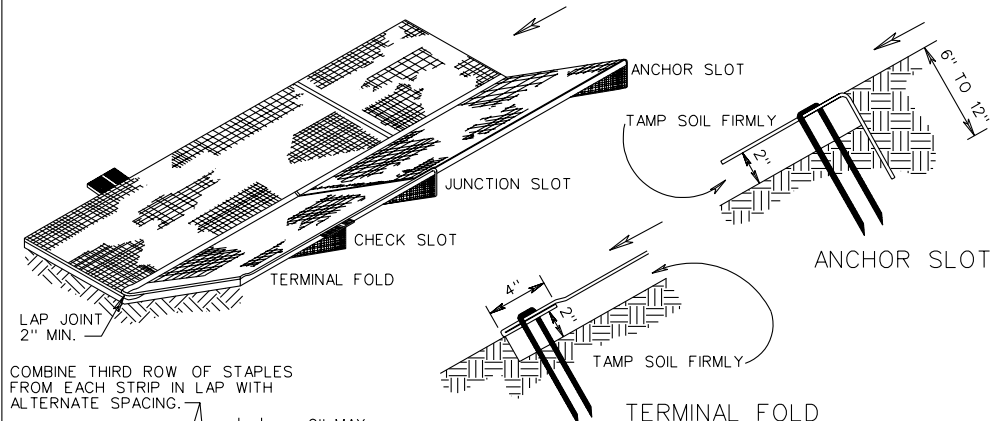 ANCHOR SLOT
JUNCTION SLOT
CHECK SLOT
TERMINAL FOLD
LAP JOINT
2" MIN.
COMBINE THIRD ROW OF STAPLES
FROM EACH STRIP IN LAP WITH
ALTERNATE SPACING.
TAMP SOIL FIRMLY
2"
6" TO 12"
ANCHOR SLOT
4"
2"
TAMP SOIL FIRMLY
TERMINAL FOLD